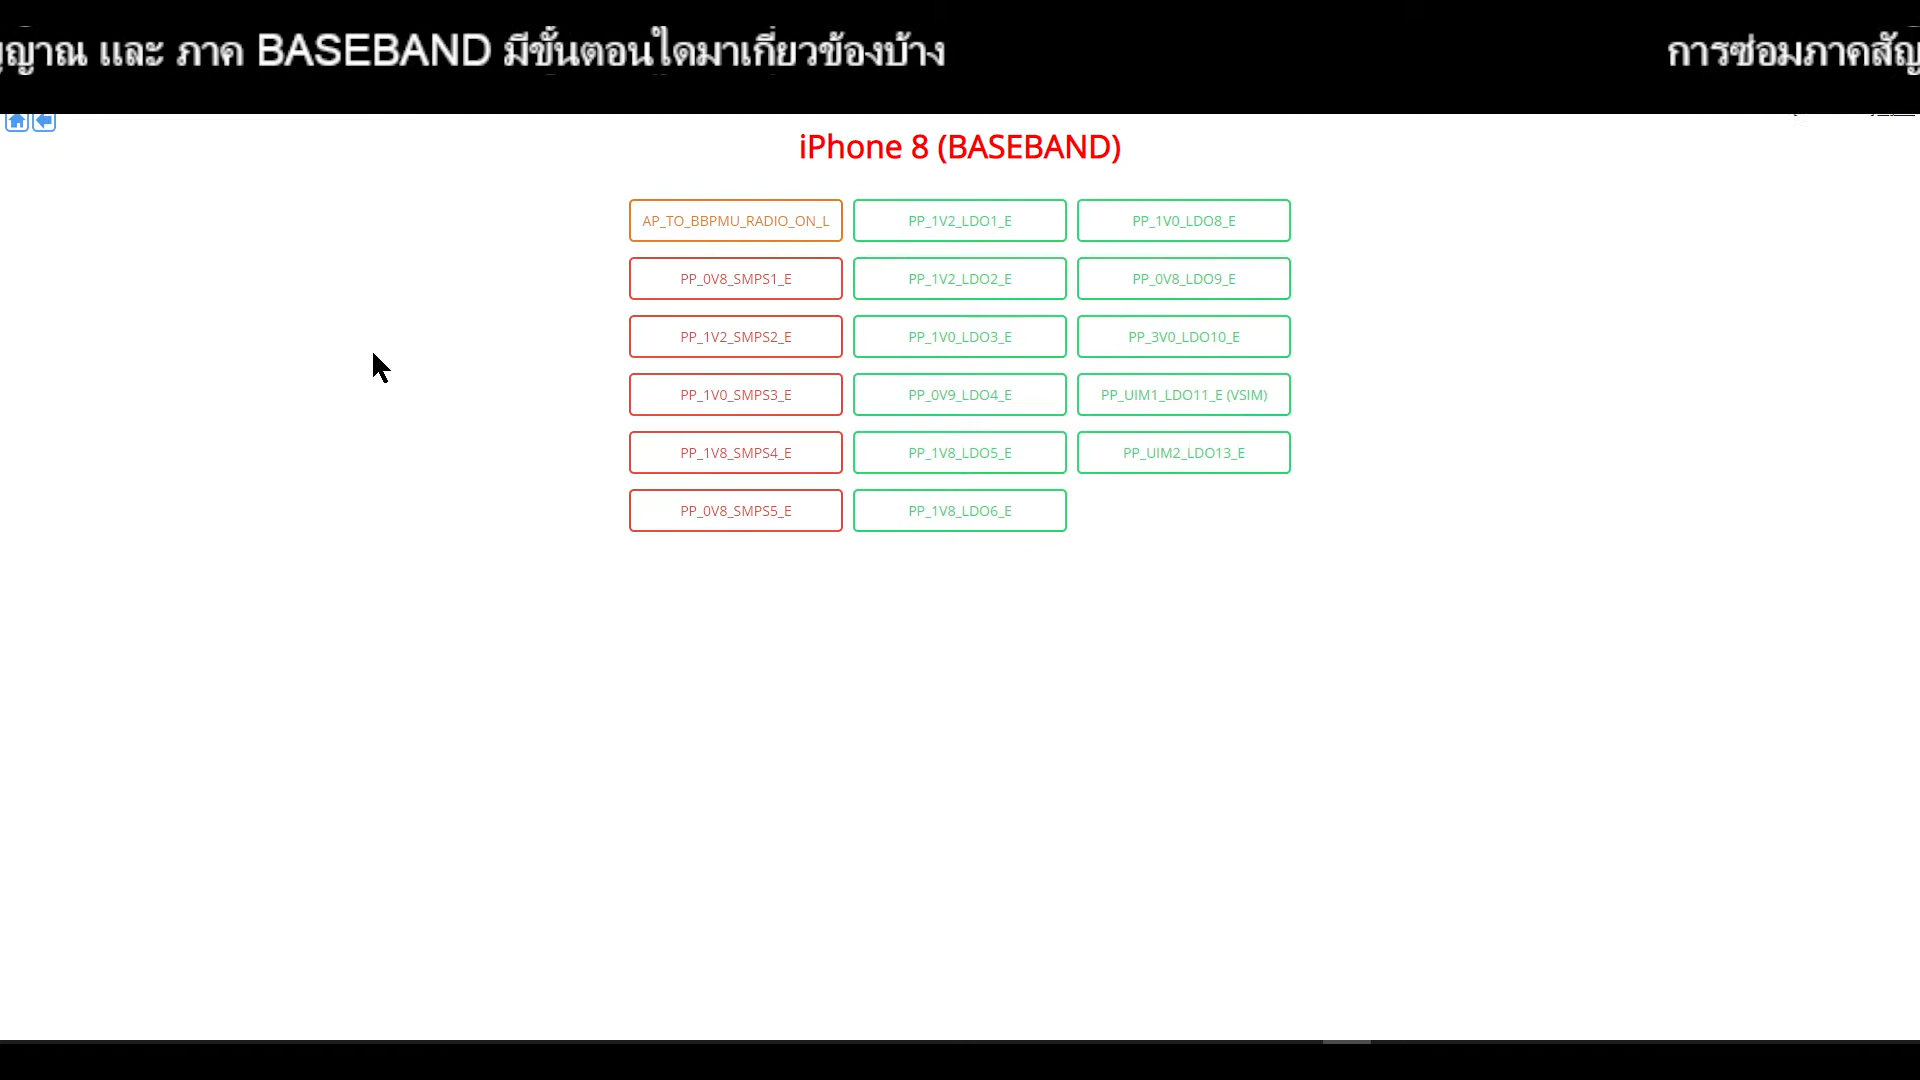 ญาณ และ ภาค BASEBAND มีขั้นตอนใดมาเกี่ยวข้องบ้าง
การซ่อมภาคสัญ
iPhone 8 (BASEBAND)
AP_TO_BBPMU_RADIO_ON_L PP_1V2_LDO1_E PP_1V0_LDO8_E
PP_0V8_SMPS1_E PP_1V2_LDO2_E PP_0V8_LDO9_E
PP_1V2_SMPS2_E PP_1V0_LDO3_E PP_3V0_LDO10_E
PP_1V0_SMPS3_E PP_0V9_LDO4_E PP_UIM1_LDO11_E (VSIM)
PP_1V8_SMPS4_E PP_1V8_LDO5_E PP_UIM2_LDO13_E
PP_0V8_SMPS5_E PP_1V8_LDO6_E